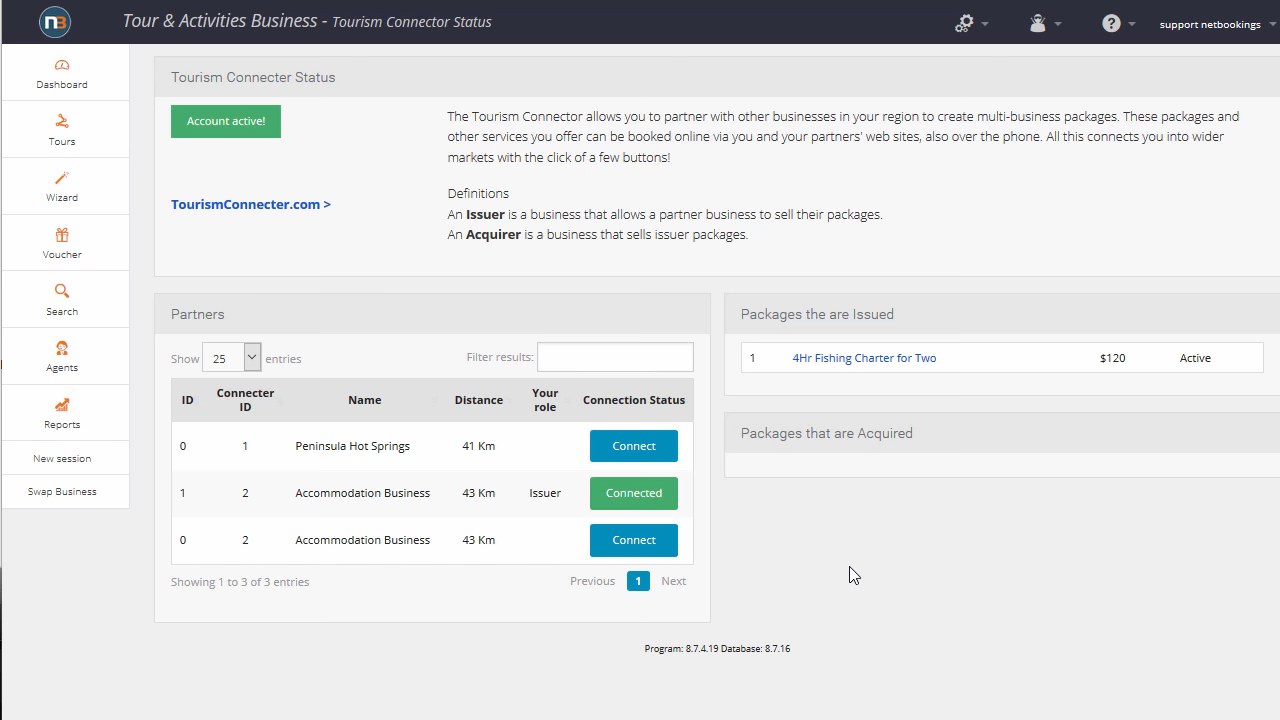 n3
Tour & Activities Business - Tourism Connector Status
support netbookings
Dashboard
Tours
Wizard
Voucher
Search
Agents
Reports
New session
Swap Business
Tourism Connecter Status
Account active!
TourismConnecter.com >
The Tourism Connector allows you to partner with other businesses in your region to create multi-business packages. These packages and
other services you offer can be booked online via you and your partners' web sites, also over the phone. All this connects you into wider
markets with the click of a few buttons!
Definitions
An Issuer is a business that allows a partner business to sell their packages.
An Acquirer is a business that sells issuer packages.
Partners
Show 25 entries Filter results:
ID Connecter ID Name Distance Your role Connection Status
0 1 Peninsula Hot Springs 41 Km Connect
1 2 Accommodation Business 43 Km Issuer Connected
0 2 Accommodation Business 43 Km Connect
Showing 1 to 3 of 3 entries Previous 1 Next
Packages the are Issued
1 4Hr Fishing Charter for Two $120 Active
Packages that are Acquired
Program: 8.7.4.19 Database: 8.7.16